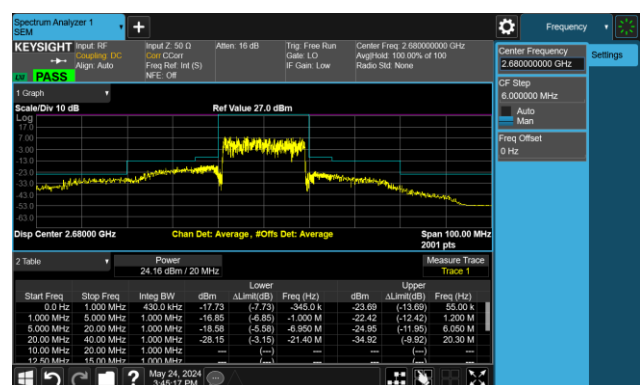 Spectrum Analyzer 1
SEM
Frequency
KEYSIGHT
Input: RF
Coupling: DC
Align: Auto
Input Z: 50 Ω
Corr CCorr
Freq Ref: Int (S)
NFE: Off
Atten: 16 dB
Trig: Free Run
Gate: LO
IF Gain: Low
Center Freq: 2.680000000 GHz
Avg|Hold: 100.00% of 100
Radio Std: None
PASS
Center Frequency
2.680000000 GHz
Settings
CF Step
6.000000 MHz
Auto
Man
Freq Offset
0 Hz
1 Graph
Scale/Div 10 dB
Ref Value 27.0 dBm
Log
17.0
7.00
-3.00
-13.0
-23.0
-33.0
-43.0
-53.0
-63.0
Disp Center 2.68000 GHz
Chan Det: Average, #Offs Det: Average
Span 100.00 MHz
2001 pts
2 Table
Power
24.16 dBm / 20 MHz
Measure Trace
Trace 1
Lower Upper
Start Freq Stop Freq Integ BW dBm ΔLimit(dB) Freq (Hz) dBm ΔLimit(dB) Freq (Hz)
0.0 Hz 1.000 MHz 430.0 kHz -17.73 (-7.73) -345.0 k -23.69 (-13.69) 55.00 k
1.000 MHz 5.000 MHz 1.000 MHz -16.85 (-6.85) -1.000 M -22.42 (-12.42) 1.200 M
5.000 MHz 20.00 MHz 1.000 MHz -18.58 (-5.58) -6.950 M -24.95 (-11.95) 6.050 M
20.00 MHz 40.00 MHz 1.000 MHz -28.15 (-3.15) -21.40 M -34.92 (-9.92) 20.30 M
10.00 MHz 20.00 MHz 1.000 MHz --- (---) --- --- (---) ---
12.50 MHz 15.00 MHz 1.000 MHz --- (---) --- --- (---) ---
May 24, 2024
3:45:17 PM